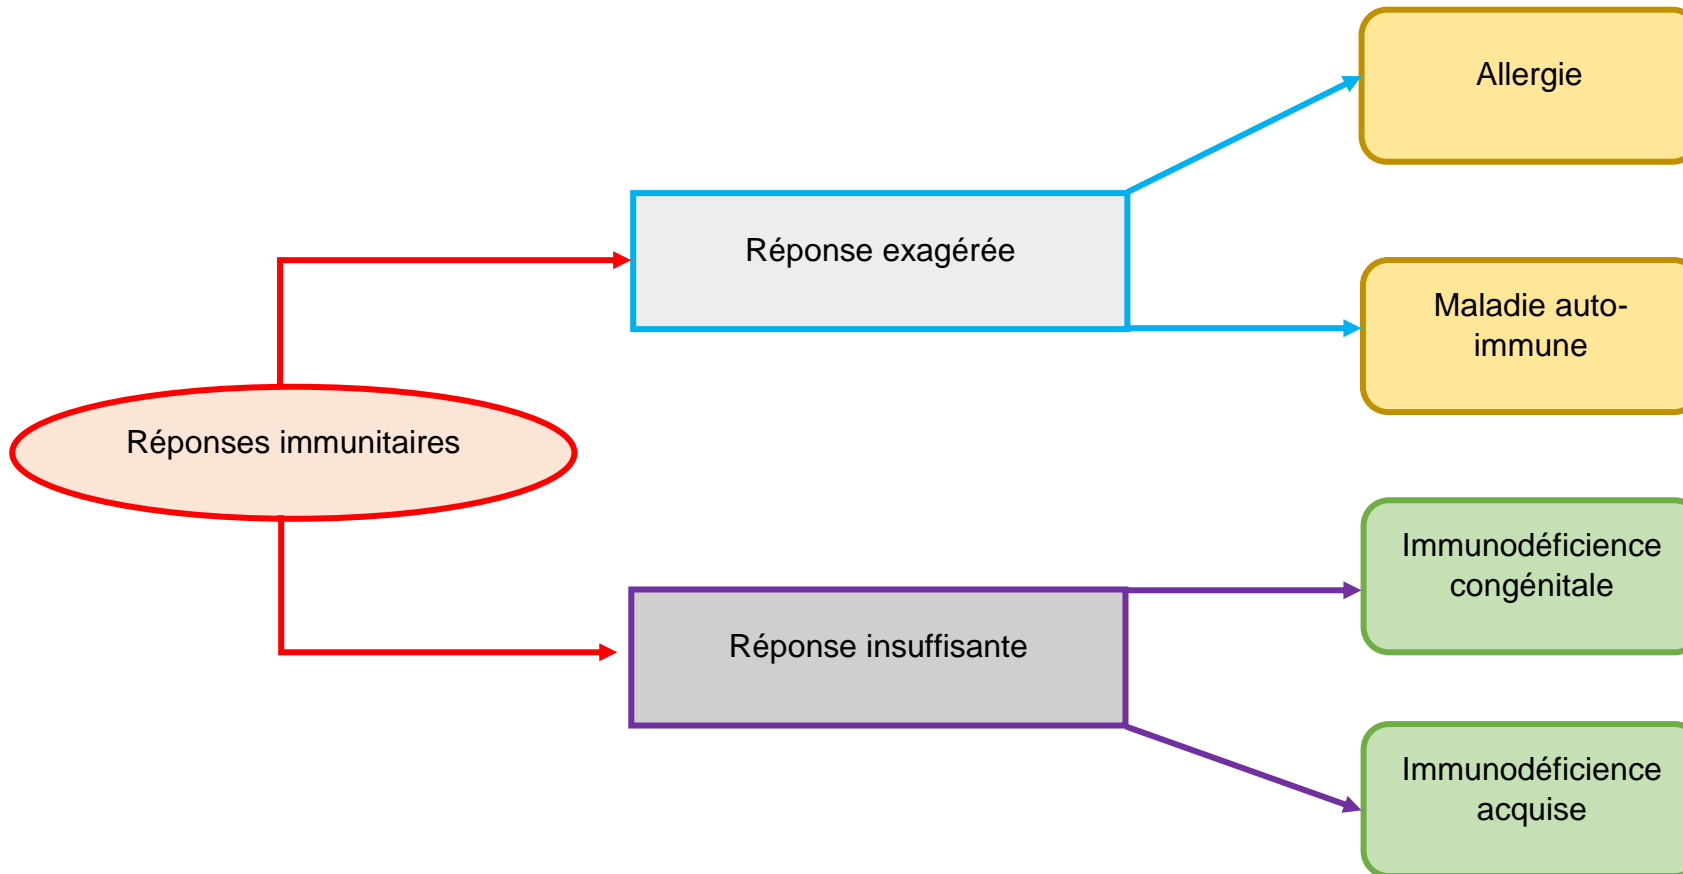 Allergie
Réponse exagérée
Maladie auto-
immune
Réponses immunitaires
Immunodéficience
congénitale
Réponse insuffisante
Immunodéficience
acquise